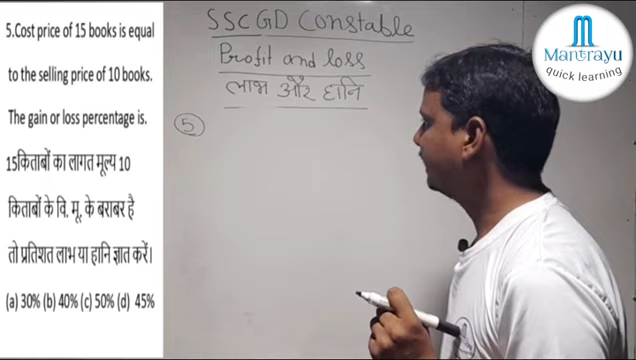 5.Cost price of 15 books is equal
to the selling price of 10 books.
The gain or loss percentage is.
15किताबों का लागत मूल्य 10
किताबों के वि. मू. के बराबर है
तो प्रतिशत लाभ या हानि ज्ञात करें।
(a) 30% (b) 40% (c) 50% (d) 45%
SSC GD Constable
Profit and loss
लाभ और हानि
5
Mantrayu
quick learning